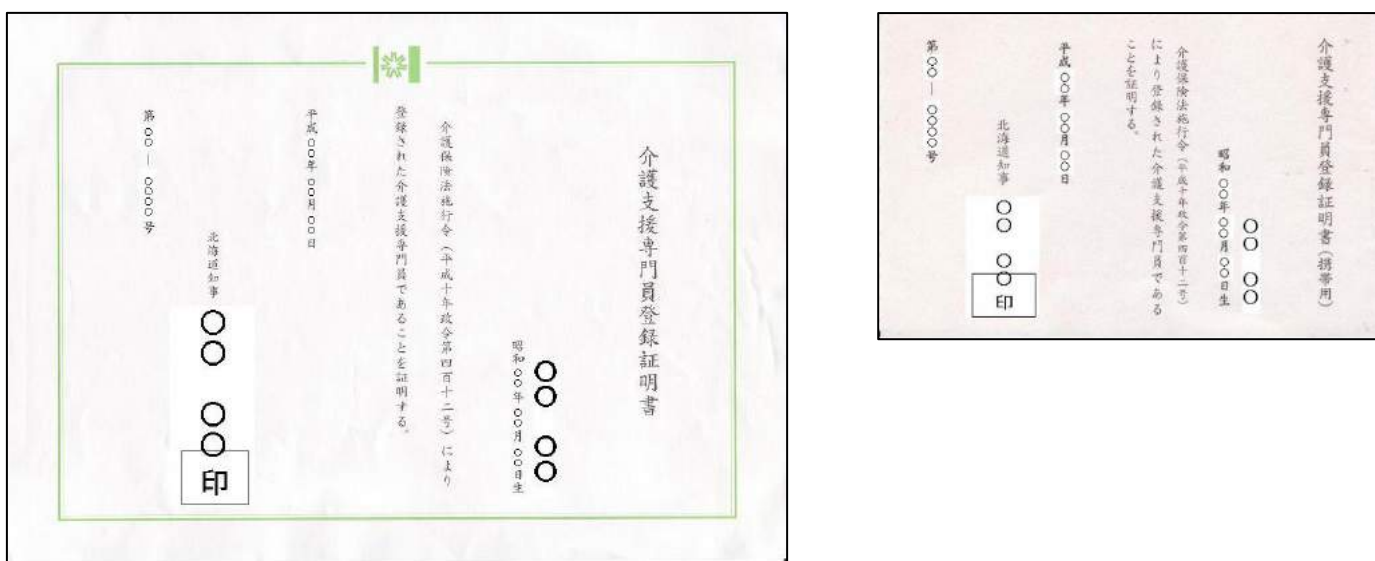 介護支援専門員登録証明書
〇〇 〇〇
昭和〇〇年〇〇月〇〇日生
介護保険法施行令（平成十年政令第四百十二号）により
登録された介護支援専門員であることを証明する。
平成〇〇年〇〇月〇〇日
北海道知事 〇〇 〇〇
印
第〇〇―〇〇〇〇号
介護支援専門員登録証明書（携帯用）
〇〇 〇〇
昭和〇〇年〇〇月〇〇日生
介護保険法施行令（平成十年政令第四百十二号）
により登録された介護支援専門員である
ことを証明する。
平成〇〇年〇〇月〇〇日
北海道知事 〇〇 〇〇
印
第〇〇―〇〇〇〇号